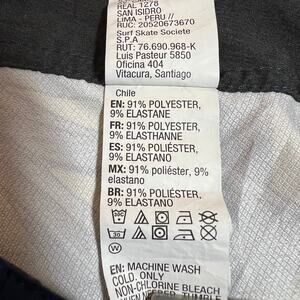 REAL 1278
SAN ISIDRO
LIMA - PERU //
RUC: 20520673670
Surf Skate Societe
S.P.A
RUT: 76.690.968-K
Luis Pasteur 5850
Oficina 404
Vitacura, Santiago
Chile
EN: 91% POLYESTER,
9% ELASTANE
FR: 91% POLYESTER,
9% ELASTHANNE
ES: 91% POLIÉSTER,
9% ELASTANO
MX: 91% poliéster, 9%
elastano
BR: 91% POLIÉSTER,
9% ELASTANO
30
W
EN: MACHINE WASH
COLD. ONLY
NON-CHLORINE BLEACH
WHEN NEEDED. TUMBLE